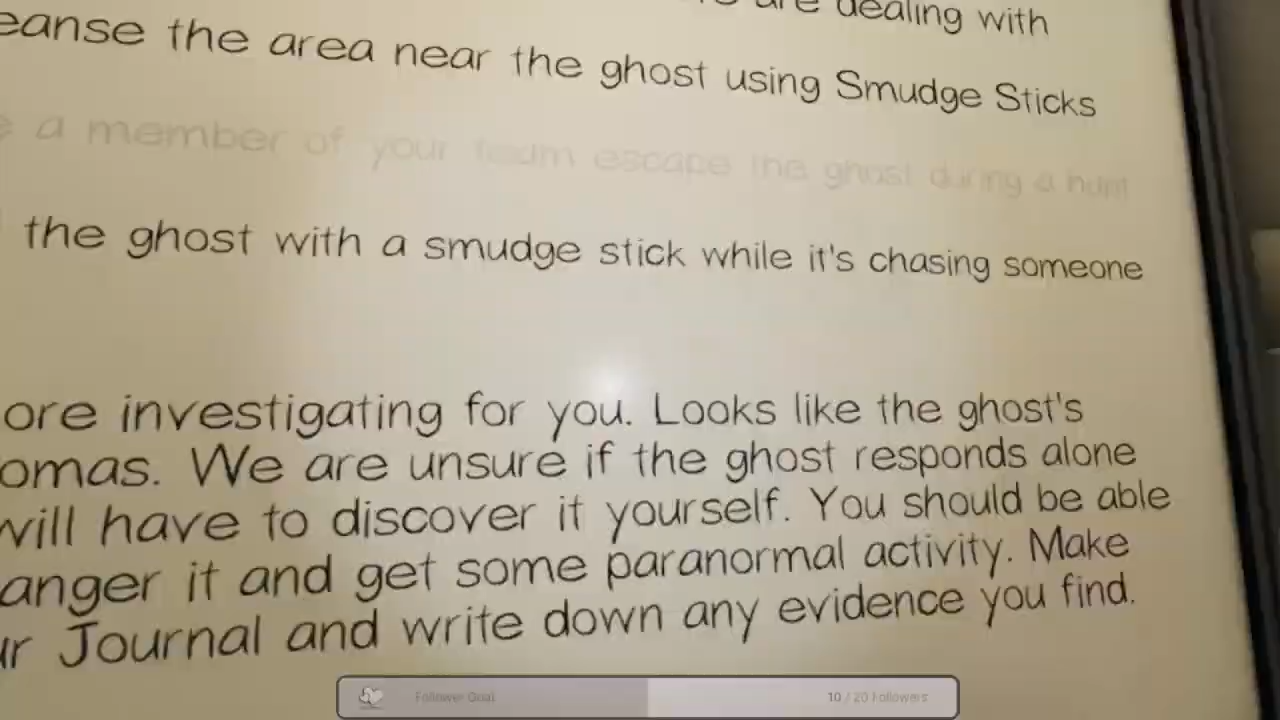 are dealing with
eanse the area near the ghost using Smudge Sticks
a member of your team escape the ghost during a hunt
the ghost with a smudge stick while it's chasing someone
ore investigating for you. Looks like the ghost's
omas. We are unsure if the ghost responds alone
will have to discover it yourself. You should be able
anger it and get some paranormal activity. Make
ur Journal and write down any evidence you find.
Follower Goal 10 / 20 Followers